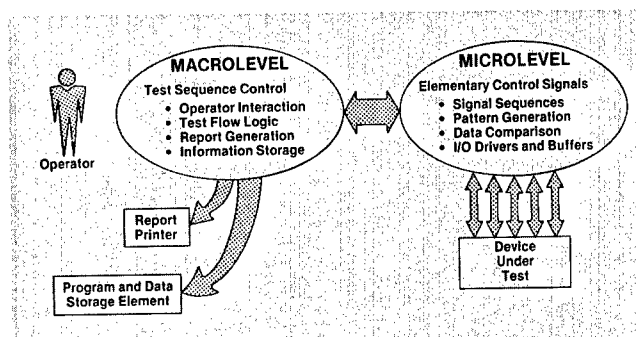 MACROLEVEL
Test Sequence Control
• Operator Interaction
• Test Flow Logic
• Report Generation
• Information Storage
MICROLEVEL
Elementary Control Signals
• Signal Sequences
• Pattern Generation
• Data Comparison
• I/O Drivers and Buffers
Operator
Report
Printer
Program and Data
Storage Element
Device
Under
Test